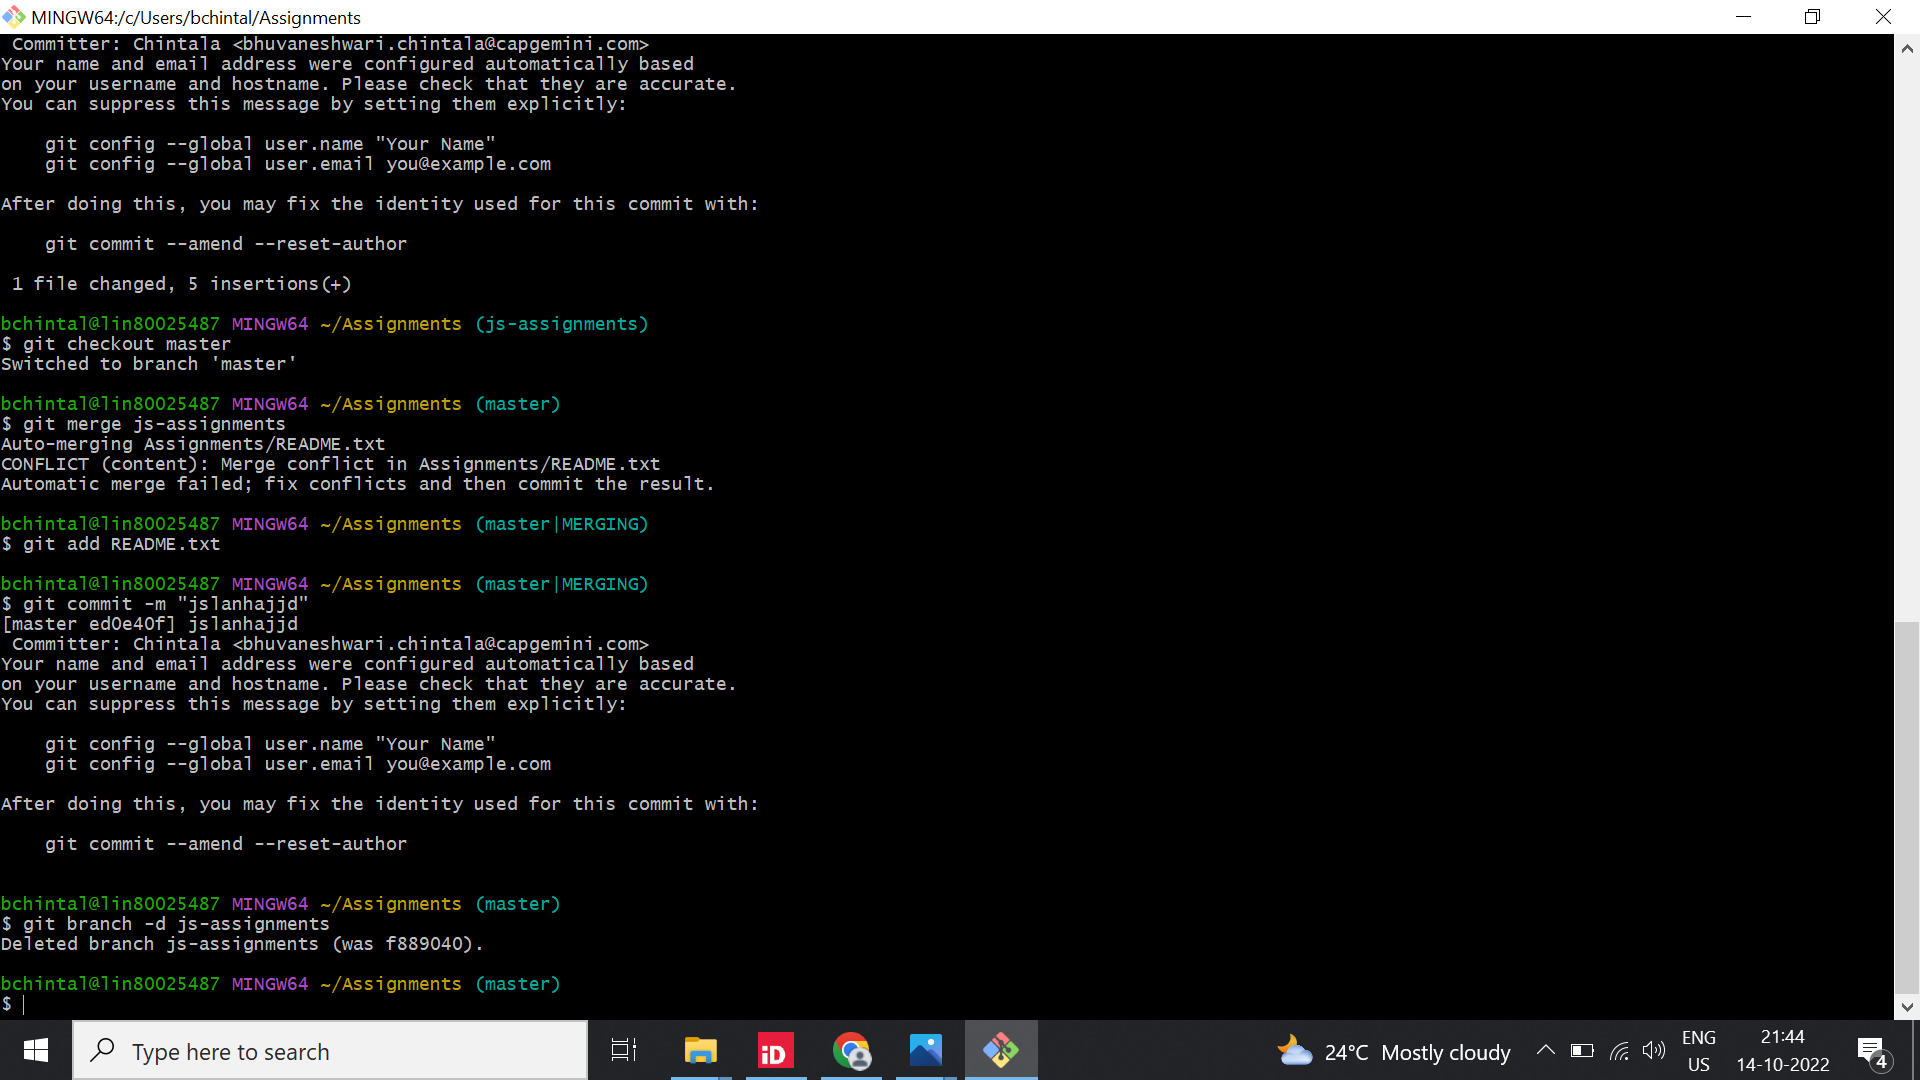 MINGW64:/c/Users/bchintal/Assignments
 Committer: Chintala <bhuvaneshwari.chintala@capgemini.com>
Your name and email address were configured automatically based
on your username and hostname. Please check that they are accurate.
You can suppress this message by setting them explicitly:
    git config --global user.name "Your Name"
    git config --global user.email you@example.com
After doing this, you may fix the identity used for this commit with:
    git commit --amend --reset-author
 1 file changed, 5 insertions(+)
bchintal@lin80025487 MINGW64 ~/Assignments (js-assignments)
$ git checkout master
Switched to branch 'master'
bchintal@lin80025487 MINGW64 ~/Assignments (master)
$ git merge js-assignments
Auto-merging Assignments/README.txt
CONFLICT (content): Merge conflict in Assignments/README.txt
Automatic merge failed; fix conflicts and then commit the result.
bchintal@lin80025487 MINGW64 ~/Assignments (master|MERGING)
$ git add README.txt
bchintal@lin80025487 MINGW64 ~/Assignments (master|MERGING)
$ git commit -m "jslanhajjd"
[master ed0e40f] jslanhajjd
 Committer: Chintala <bhuvaneshwari.chintala@capgemini.com>
Your name and email address were configured automatically based
on your username and hostname. Please check that they are accurate.
You can suppress this message by setting them explicitly:
    git config --global user.name "Your Name"
    git config --global user.email you@example.com
After doing this, you may fix the identity used for this commit with:
    git commit --amend --reset-author
bchintal@lin80025487 MINGW64 ~/Assignments (master)
$ git branch -d js-assignments
Deleted branch js-assignments (was f889040).
bchintal@lin80025487 MINGW64 ~/Assignments (master)
$
Type here to search
iD
24°C Mostly cloudy
ENG
US
21:44
14-10-2022
4